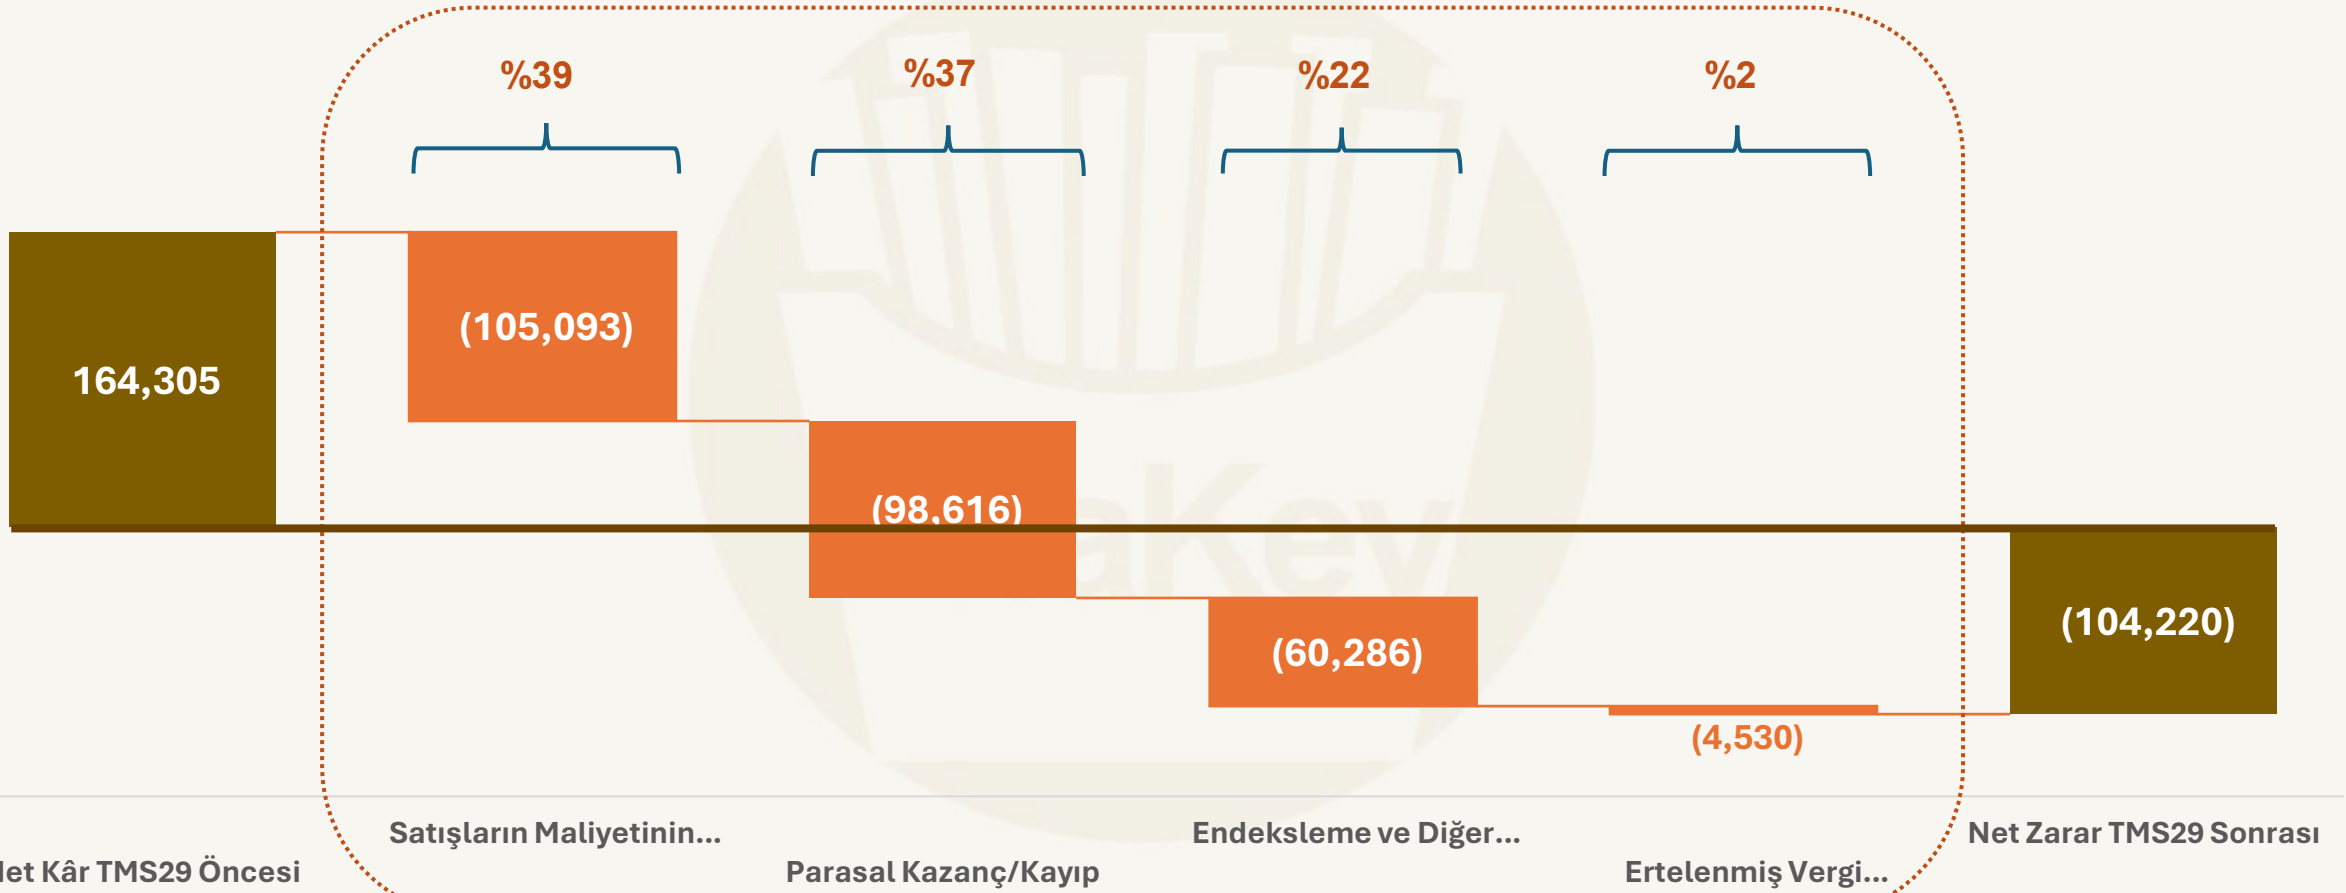 %39
%37
%22
%2
164,305
(105,093)
(98,616)
(60,286)
(4,530)
(104,220)
Satışların Maliyetinin...
Endeksleme ve Diğer...
Net Zarar TMS29 Sonrası
Net Kâr TMS29 Öncesi
Parasal Kazanç/Kayıp
Ertelenmiş Vergi...